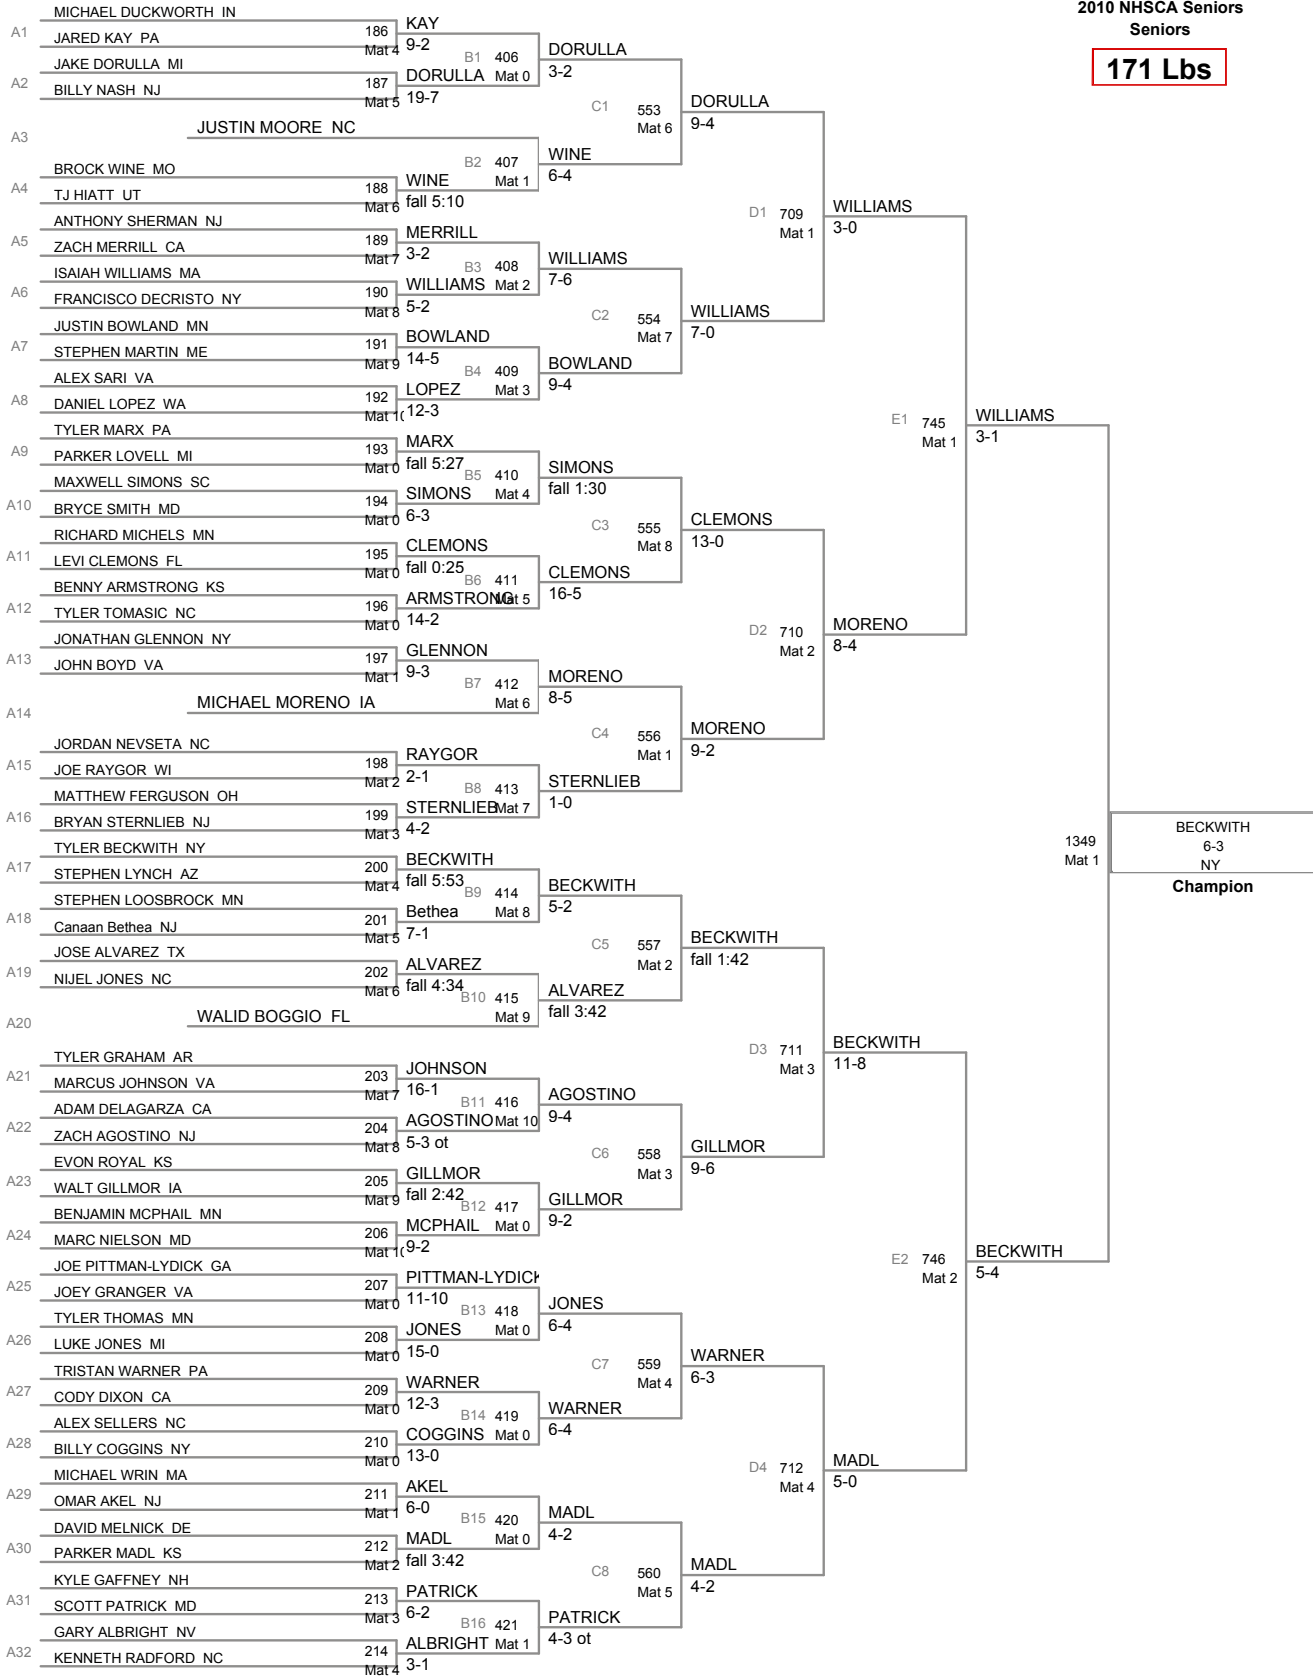 2010 NHSCA Seniors
Seniors
171 Lbs
A1
MICHAEL DUCKWORTH IN
JARED KAY PA
186
Mat 4
KAY
9-2
B1 406
Mat 0
DORULLA
3-2
A2
JAKE DORULLA MI
BILLY NASH NJ
187
Mat 5
DORULLA
19-7
C1 553
Mat 6
DORULLA
9-4
A3
JUSTIN MOORE NC
B2 407
Mat 1
WINE
6-4
A4
BROCK WINE MO
TJ HIATT UT
188
Mat 6
WINE
fall 5:10
D1 709
Mat 1
WILLIAMS
3-0
A5
ANTHONY SHERMAN NJ
ZACH MERRILL CA
189
Mat 7
MERRILL
3-2
B3 408
Mat 2
WILLIAMS
7-6
A6
ISAIAH WILLIAMS MA
FRANCISCO DECRISTO NY
190
Mat 8
WILLIAMS
5-2
C2 554
Mat 7
WILLIAMS
7-0
A7
JUSTIN BOWLAND MN
STEPHEN MARTIN ME
191
Mat 9
BOWLAND
14-5
B4 409
Mat 3
BOWLAND
9-4
A8
ALEX SARI VA
DANIEL LOPEZ WA
192
Mat 10
LOPEZ
12-3
E1 745
Mat 1
WILLIAMS
3-1
A9
TYLER MARX PA
PARKER LOVELL MI
193
Mat 0
MARX
fall 5:27
B5 410
Mat 4
SIMONS
fall 1:30
A10
MAXWELL SIMONS SC
BRYCE SMITH MD
194
Mat 0
SIMONS
6-3
C3 555
Mat 8
CLEMONS
13-0
A11
RICHARD MICHELS MN
LEVI CLEMONS FL
195
Mat 0
CLEMONS
fall 0:25
B6 411
Mat 5
CLEMONS
16-5
A12
BENNY ARMSTRONG KS
TYLER TOMASIC NC
196
Mat 0
ARMSTRONG
14-2
D2 710
Mat 2
MORENO
8-4
A13
JONATHAN GLENNON NY
JOHN BOYD VA
197
Mat 1
GLENNON
9-3
B7 412
Mat 6
MORENO
8-5
A14
MICHAEL MORENO IA
C4 556
Mat 1
MORENO
9-2
A15
JORDAN NEVSETA NC
JOE RAYGOR WI
198
Mat 2
RAYGOR
2-1
B8 413
Mat 7
STERNLIEB
1-0
A16
MATTHEW FERGUSON OH
BRYAN STERNLIEB NJ
199
Mat 3
STERNLIEB
4-2
1349
Mat 1
BECKWITH
6-3
NY
Champion
A17
TYLER BECKWITH NY
STEPHEN LYNCH AZ
200
Mat 4
BECKWITH
fall 5:53
B9 414
Mat 8
BECKWITH
5-2
A18
STEPHEN LOOSBROCK MN
Canaan Bethea NJ
201
Mat 5
Bethea
7-1
C5 557
Mat 2
BECKWITH
fall 1:42
A19
JOSE ALVAREZ TX
NIJEL JONES NC
202
Mat 6
ALVAREZ
fall 4:34
B10 415
Mat 9
ALVAREZ
fall 3:42
A20
WALID BOGGIO FL
D3 711
Mat 3
BECKWITH
11-8
A21
TYLER GRAHAM AR
MARCUS JOHNSON VA
203
Mat 7
JOHNSON
16-1
B11 416
Mat 10
AGOSTINO
9-4
A22
ADAM DELAGARZA CA
ZACH AGOSTINO NJ
204
Mat 8
AGOSTINO
5-3 ot
C6 558
Mat 3
GILLMOR
9-6
A23
EVON ROYAL KS
WALT GILLMOR IA
205
Mat 9
GILLMOR
fall 2:42
B12 417
Mat 0
GILLMOR
9-2
A24
BENJAMIN MCPHAIL MN
MARC NIELSON MD
206
Mat 10
MCPHAIL
9-2
E2 746
Mat 2
BECKWITH
5-4
A25
JOE PITTMAN-LYDICK GA
JOEY GRANGER VA
207
Mat 0
PITTMAN-LYDICK
11-10
B13 418
Mat 0
JONES
6-4
A26
TYLER THOMAS MN
LUKE JONES MI
208
Mat 0
JONES
15-0
C7 559
Mat 4
WARNER
6-3
A27
TRISTAN WARNER PA
CODY DIXON CA
209
Mat 0
WARNER
12-3
B14 419
Mat 0
WARNER
6-4
A28
ALEX SELLERS NC
BILLY COGGINS NY
210
Mat 0
COGGINS
13-0
D4 712
Mat 4
MADL
5-0
A29
MICHAEL WRIN MA
OMAR AKEL NJ
211
Mat 1
AKEL
6-0
B15 420
Mat 0
MADL
4-2
A30
DAVID MELNICK DE
PARKER MADL KS
212
Mat 2
MADL
fall 3:42
C8 560
Mat 5
MADL
4-2
A31
KYLE GAFFNEY NH
SCOTT PATRICK MD
213
Mat 3
PATRICK
6-2
B16 421
Mat 1
PATRICK
4-3 ot
A32
GARY ALBRIGHT NV
KENNETH RADFORD NC
214
Mat 4
ALBRIGHT
3-1